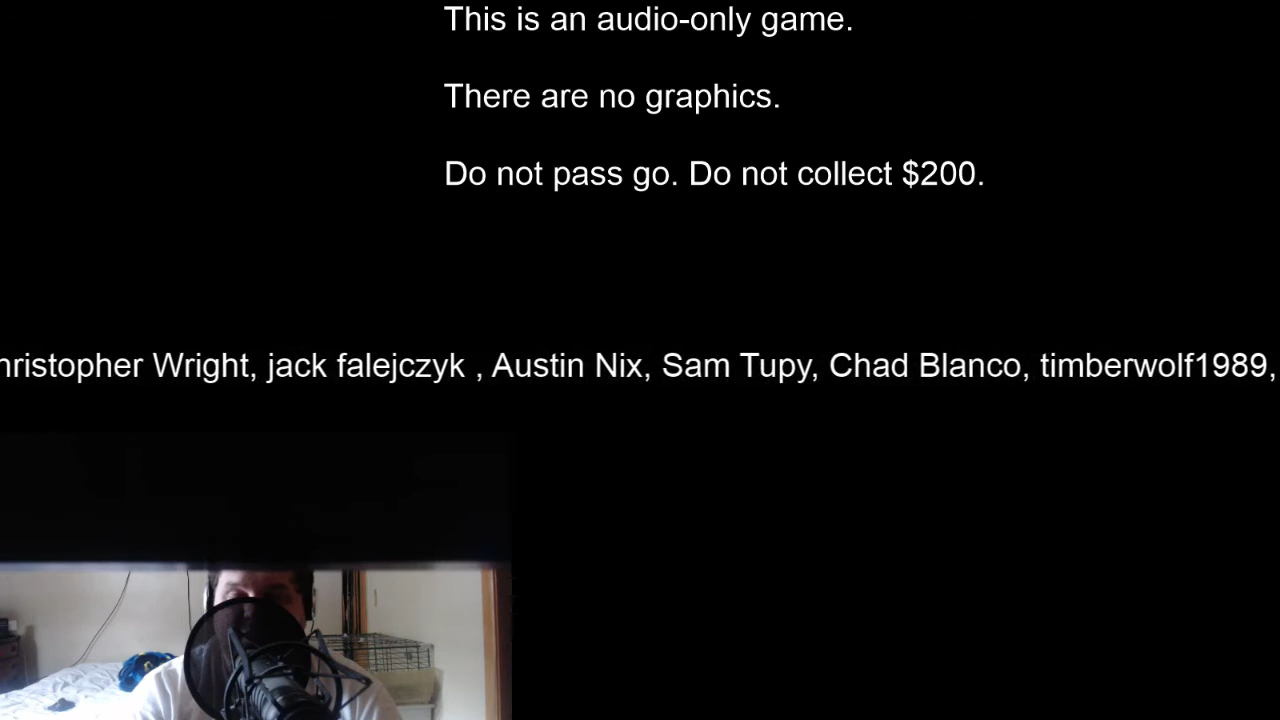 This is an audio-only game.
There are no graphics.
Do not pass go. Do not collect $200.
hristopher Wright, jack falejczyk , Austin Nix, Sam Tupy, Chad Blanco, timberwolf1989,